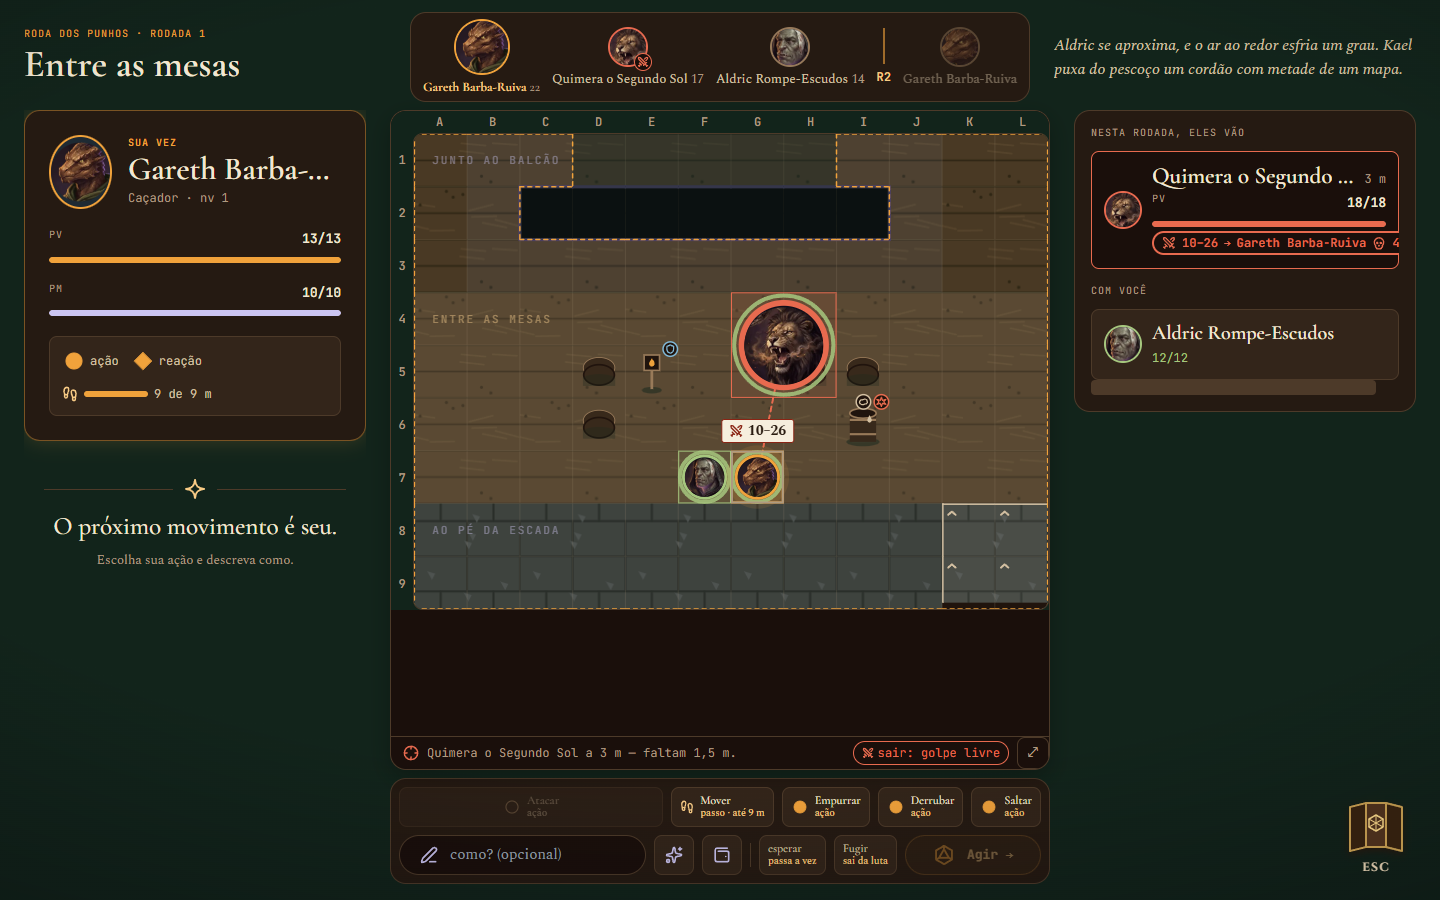 RODA DOS PUNHOS · RODADA 1
Entre as mesas
Gareth Barba-Ruiva 22
Quimera o Segundo Sol 17
Aldric Rompe-Escudos 14
R2
Gareth Barba-Ruiva
Aldric se aproxima, e o ar ao redor esfria um grau. Kael
puxa do pescoço um cordão com metade de um mapa.
SUA VEZ
Gareth Barba-...
Caçador · nv 1
PV
13/13
PM
10/10
ação
reação
9 de 9 m
O próximo movimento é seu.
Escolha sua ação e descreva como.
A B C D E F G H I J K L
1
2
3
4
5
6
7
8
9
JUNTO AO BALCÃO
ENTRE AS MESAS
10–26
AO PÉ DA ESCADA
Quimera o Segundo Sol a 3 m — faltam 1,5 m.
sair: golpe livre
Atacar
ação
Mover
passo · até 9 m
Empurrar
ação
Derrubar
ação
Saltar
ação
como? (opcional)
esperar
passa a vez
Fugir
sai da luta
Agir →
NESTA RODADA, ELES VÃO
Quimera o Segundo ... 3 m
PV
18/18
10–26 → Gareth Barba-Ruiva 4
COM VOCÊ
Aldric Rompe-Escudos
12/12
ESC